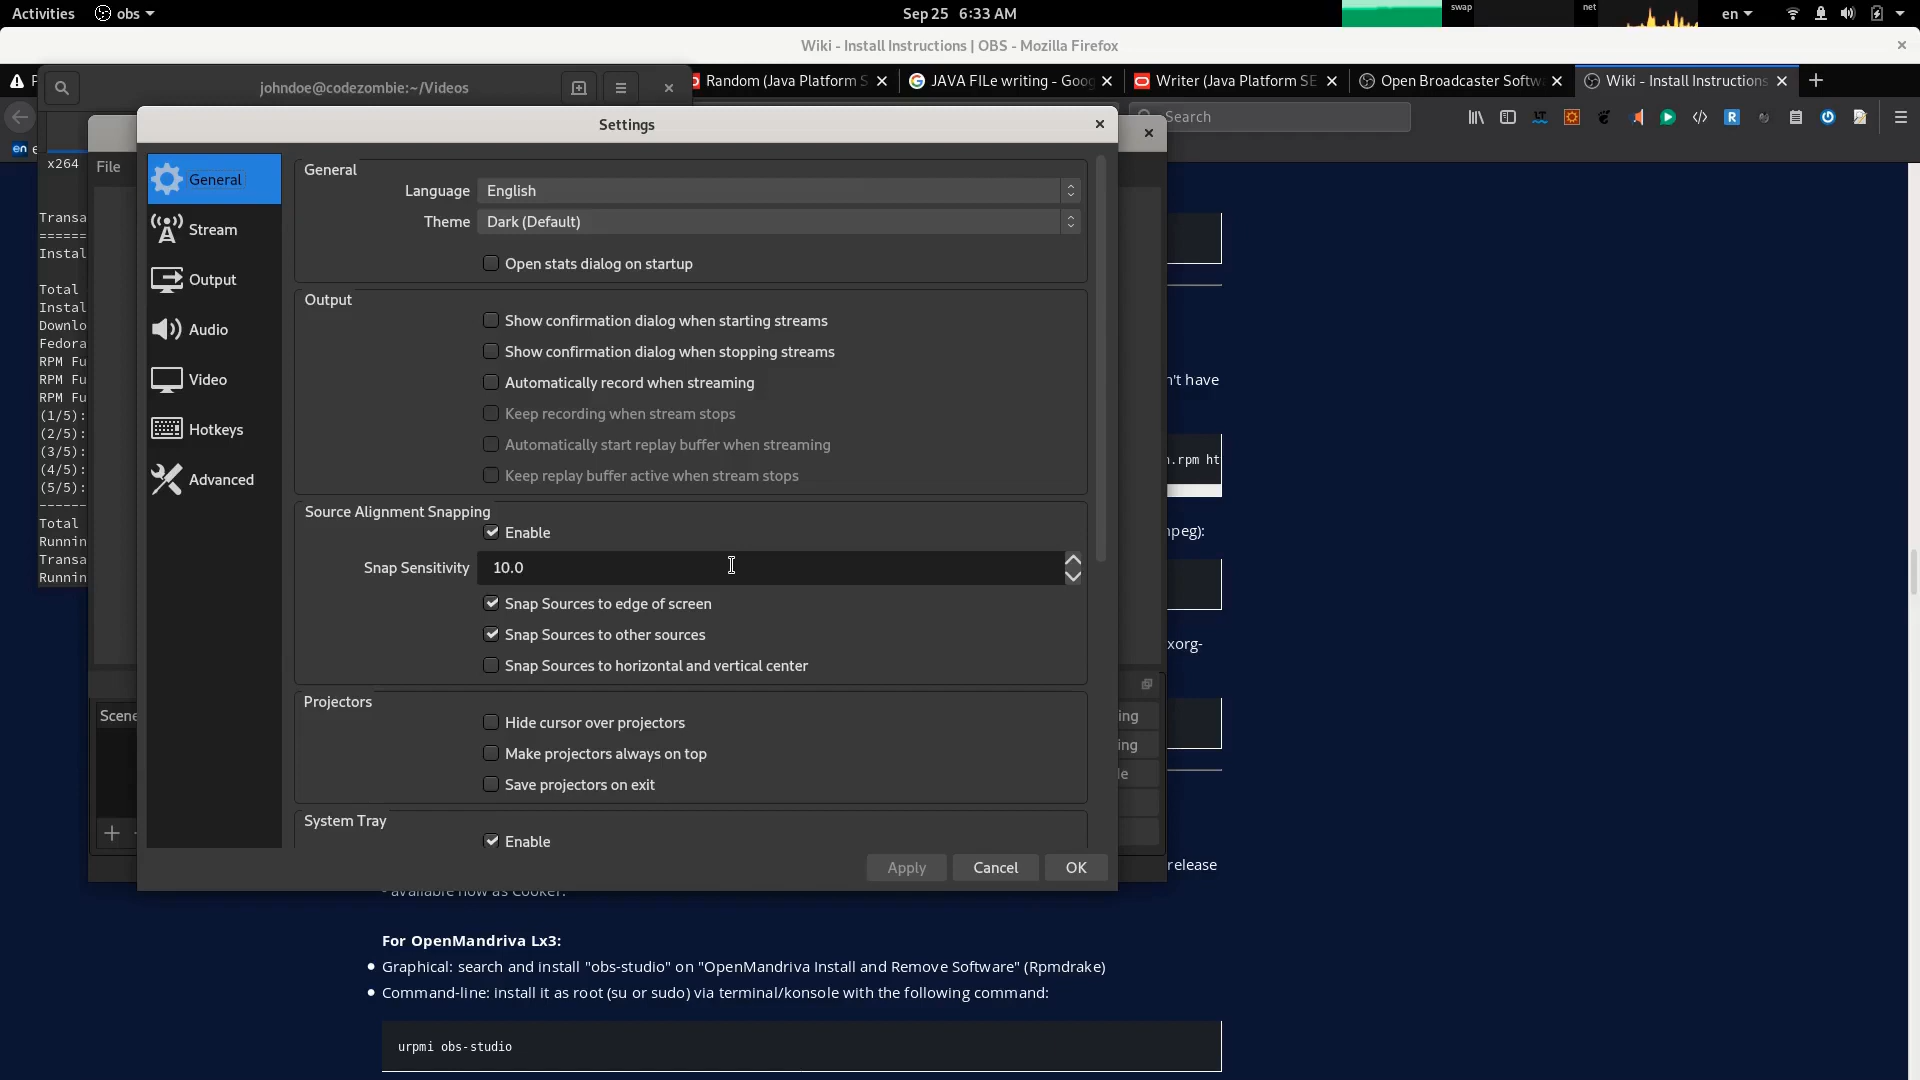 Activities obs Sep 25 6:33 AM swap net en
Wiki - Install Instructions | OBS - Mozilla Firefox
johndoe@codezombie:~/Videos Random (Java Platform S JAVA FILe writing - Goog Writer (Java Platform SE Open Broadcaster Softw Wiki - Install Instructions
Search
Settings
en
x264 File
Transa
======
Instal
Total
Instal
Downlo
Fedora
RPM Fu
RPM Fu
RPM Fu
(1/5):
(2/5):
(3/5):
(4/5):
(5/5):
------
Total
Runnin
Transa
Runnin
Scene
General
Stream
Output
Audio
Video
Hotkeys
Advanced
General
Language English
Theme Dark (Default)
Open stats dialog on startup
Output
Show confirmation dialog when starting streams
Show confirmation dialog when stopping streams
Automatically record when streaming
Keep recording when stream stops
Automatically start replay buffer when streaming
Keep replay buffer active when stream stops
Source Alignment Snapping
Enable
Snap Sensitivity 10.0
Snap Sources to edge of screen
Snap Sources to other sources
Snap Sources to horizontal and vertical center
Projectors
Hide cursor over projectors
Make projectors always on top
Save projectors on exit
System Tray
Enable
Apply Cancel OK
n't have
n.rpm ht
npeg):
xorg-
ing
ing
le
release
- available now as Cooker.
For OpenMandriva Lx3:
• Graphical: search and install "obs-studio" on "OpenMandriva Install and Remove Software" (Rpmdrake)
• Command-line: install it as root (su or sudo) via terminal/konsole with the following command:
urpmi obs-studio